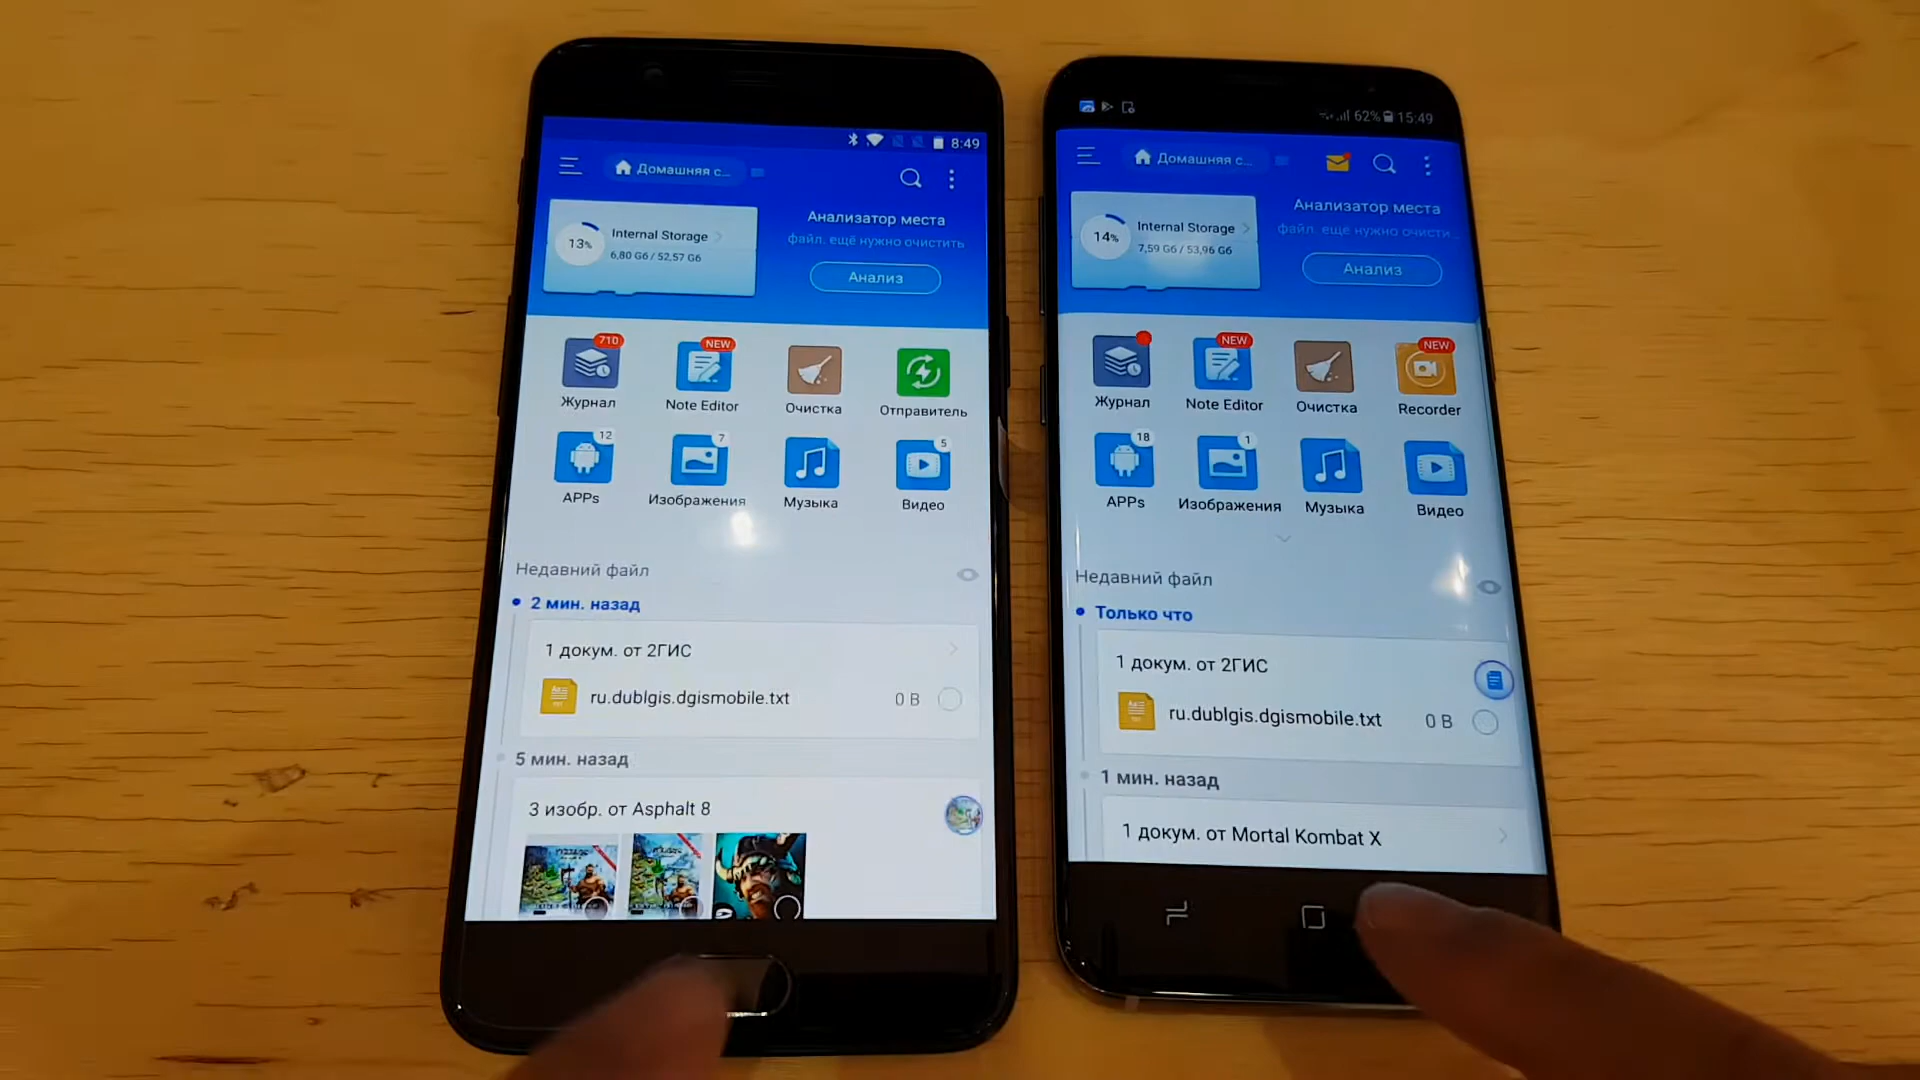 8:49
Домашняя с...
13%
Internal Storage
6,80 Gб / 52,57 Gб
Анализатор места
файл. ещё нужно очистить
Анализ
710
Журнал
NEW
Note Editor
Очистка
Отправитель
12
APPs
7
Изображения
Музыка
5
Видео
Недавний файл
2 мин. назад
1 докум. от 2ГИС
ru.dublgis.dgismobile.txt
0 B
5 мин. назад
3 изобр. от Asphalt 8
62% 15:49
Домашняя с...
14%
Internal Storage
7,59 Gб / 53,96 Gб
Анализатор места
файл. еще нужно очисти...
Анализ
Журнал
NEW
Note Editor
Очистка
NEW
Recorder
18
APPs
1
Изображения
Музыка
Видео
Недавний файл
Только что
1 докум. от 2ГИС
ru.dublgis.dgismobile.txt
0 B
1 мин. назад
1 докум. от Mortal Kombat X